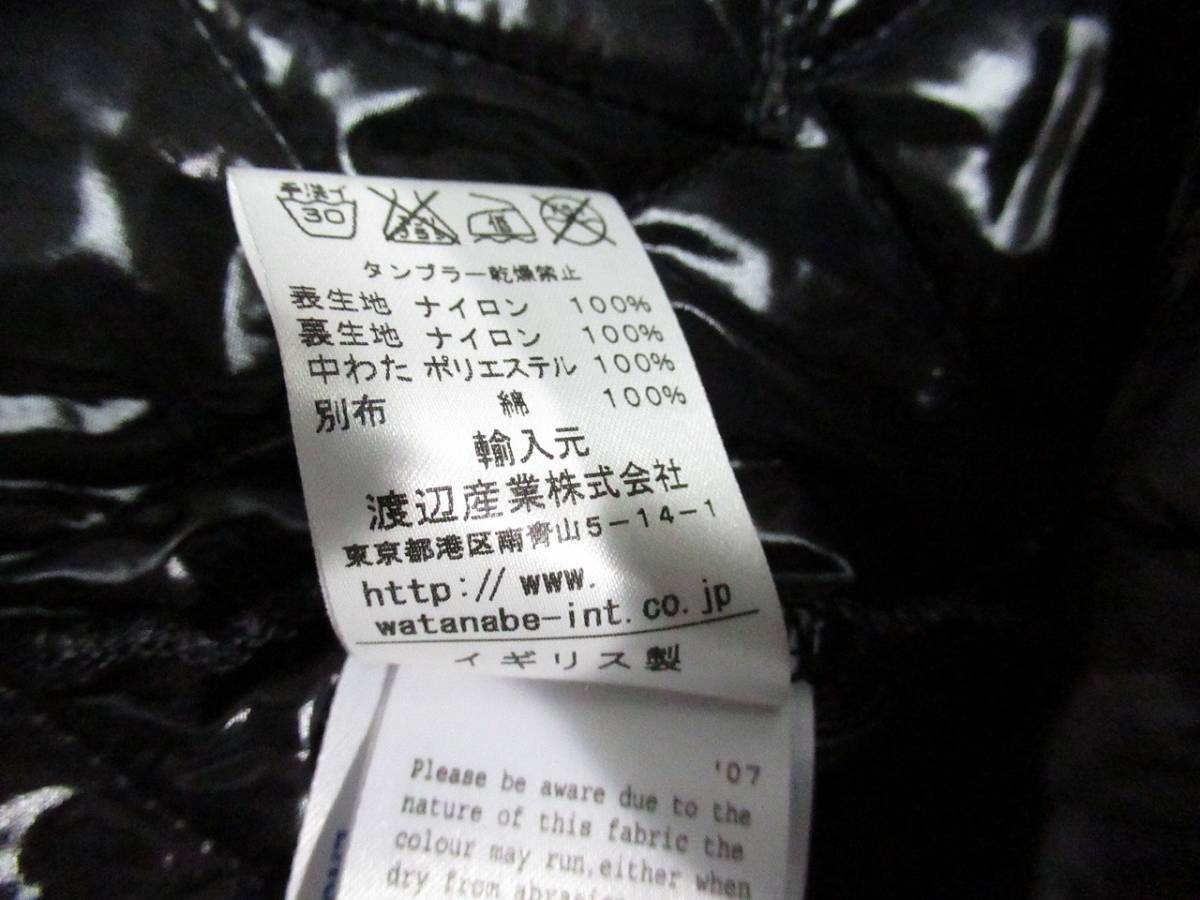 手洗イ
30
低
タンブラー乾燥禁止
表生地 ナイロン 100%
裏生地 ナイロン 100%
中わた ポリエステル 100%
別布 綿 100%
輸入元
渡辺産業株式会社
東京都港区南青山5-14-1
http://www.
watanabe-int.co.jp
イギリス製
'07
Please be aware due to the
nature of this fabric the
colour may run,either when
dry from